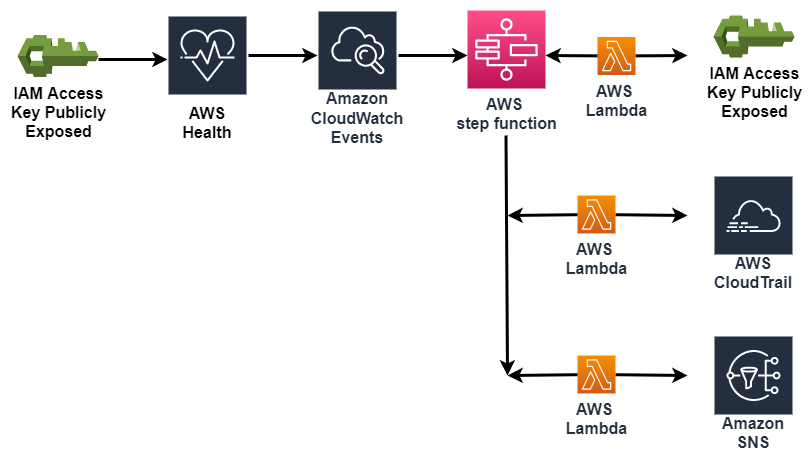 IAM Access
Key Publicly
Exposed
AWS
Health
Amazon
CloudWatch
Events
AWS
step function
AWS
Lambda
IAM Access
Key Publicly
Exposed
AWS
Lambda
AWS
CloudTrail
AWS
Lambda
Amazon
SNS